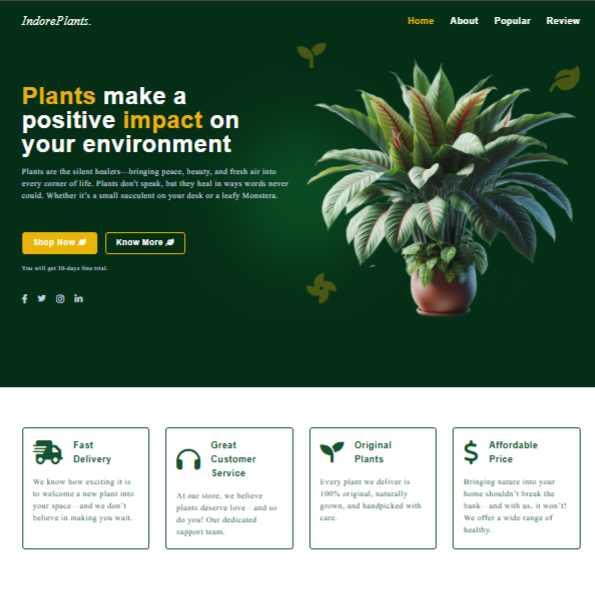 IndorePlants.
Home About Popular Review
Plants make a
positive impact on
your environment
Plants are the silent healers—bringing peace, beauty, and fresh air into
every corner of life. Plants don't speak, but they heal in ways words never
could. Whether it's a small succulent on your desk or a leafy Monstera.
Shop Now Know More
You will get 30-days free trial.
Fast
Delivery
We know how exciting it is
to welcome a new plant into
your space—and we don't
believe in making you wait.
Great
Customer
Service
At our store, we believe
plants deserve love—and so
do you! Our dedicated
support team.
Original
Plants
Every plant we deliver is
100% original, naturally
grown, and handpicked with
care.
Affordable
Price
Bringing nature into your
home shouldn't break the
bank—and with us, it won't!
We offer a wide range of
healthy.